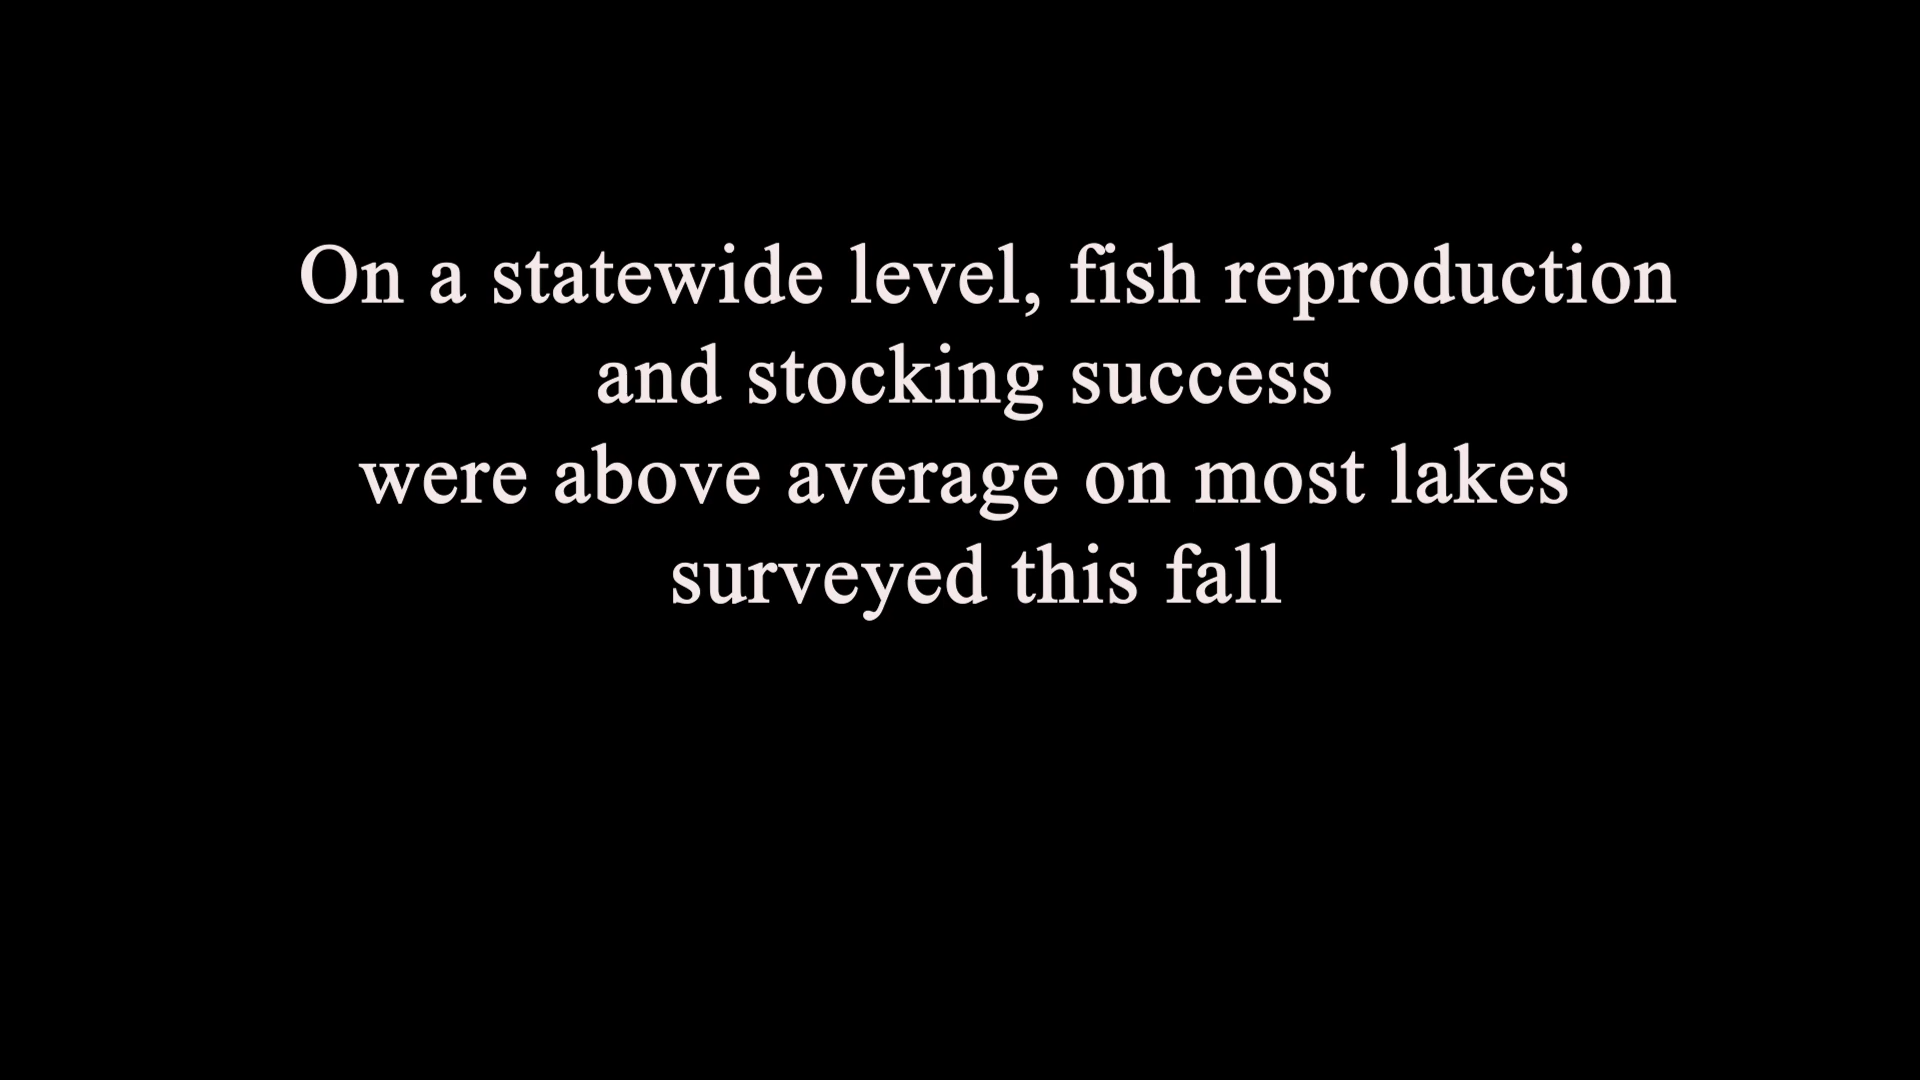 On a statewide level, fish reproduction
and stocking success
were above average on most lakes
surveyed this fall